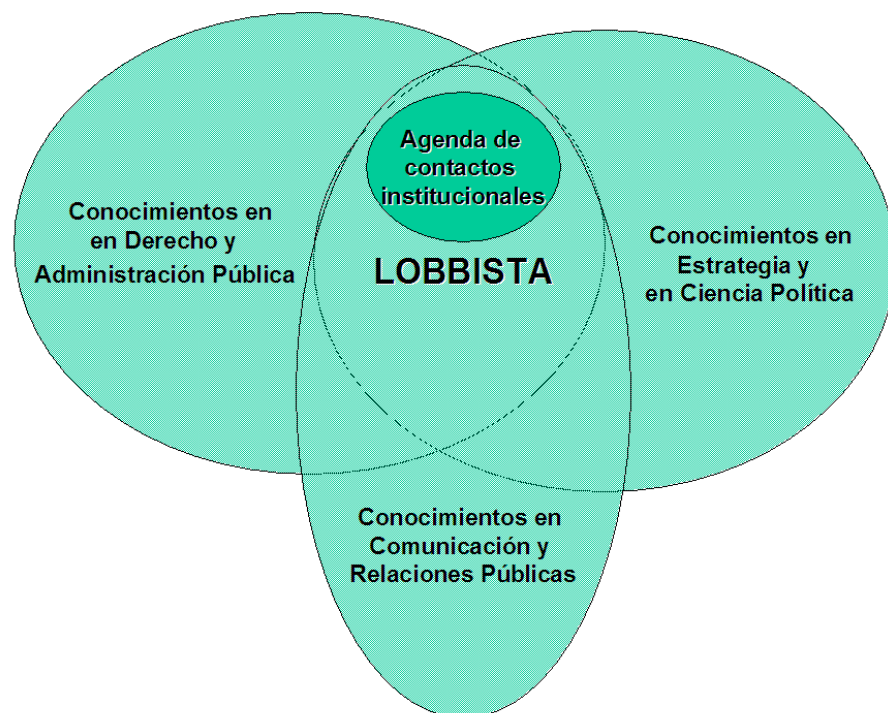 Agenda de
contactos
institucionales
Conocimientos en
en Derecho y
Administración Pública
LOBBISTA
Conocimientos en
Estrategia y
en Ciencia Política
Conocimientos en
Comunicación y
Relaciones Públicas